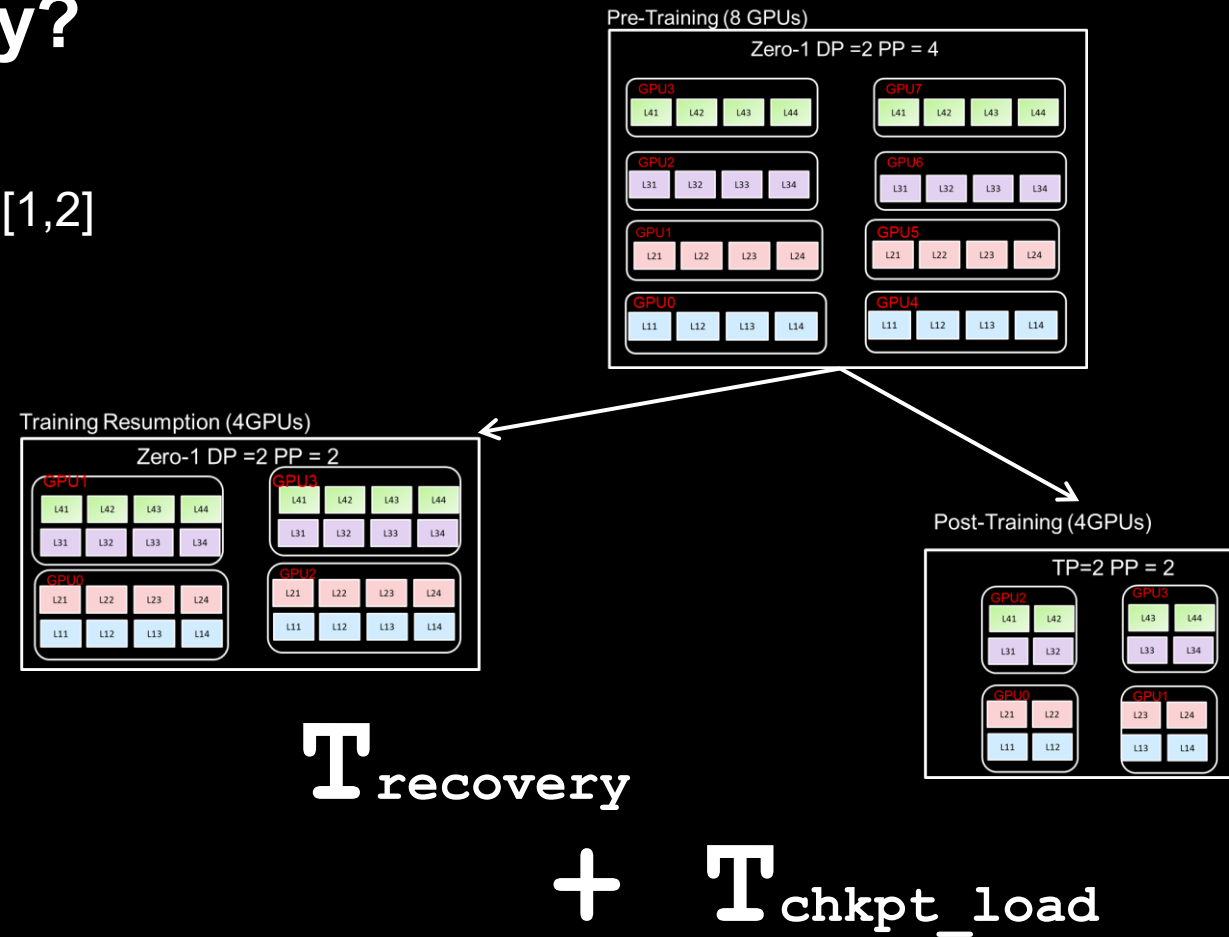 y?
[1,2]
Pre-Training (8 GPUs)
Zero-1 DP =2 PP = 4
GPU3
L41 L42 L43 L44
GPU7
L41 L42 L43 L44
GPU2
L31 L32 L33 L34
GPU6
L31 L32 L33 L34
GPU1
L21 L22 L23 L24
GPU5
L21 L22 L23 L24
GPU0
L11 L12 L13 L14
GPU4
L11 L12 L13 L14
Training Resumption (4GPUs)
Zero-1 DP =2 PP = 2
GPU1
L41 L42 L43 L44
L31 L32 L33 L34
GPU3
L41 L42 L43 L44
L31 L32 L33 L34
GPU0
L21 L22 L23 L24
L11 L12 L13 L14
GPU2
L21 L22 L23 L24
L11 L12 L13 L14
Post-Training (4GPUs)
TP=2 PP = 2
GPU2
L41 L42
L31 L32
GPU3
L43 L44
L33 L34
GPU0
L21 L22
L11 L12
GPU1
L23 L24
L13 L14
Trecovery
+ Tchkpt_load